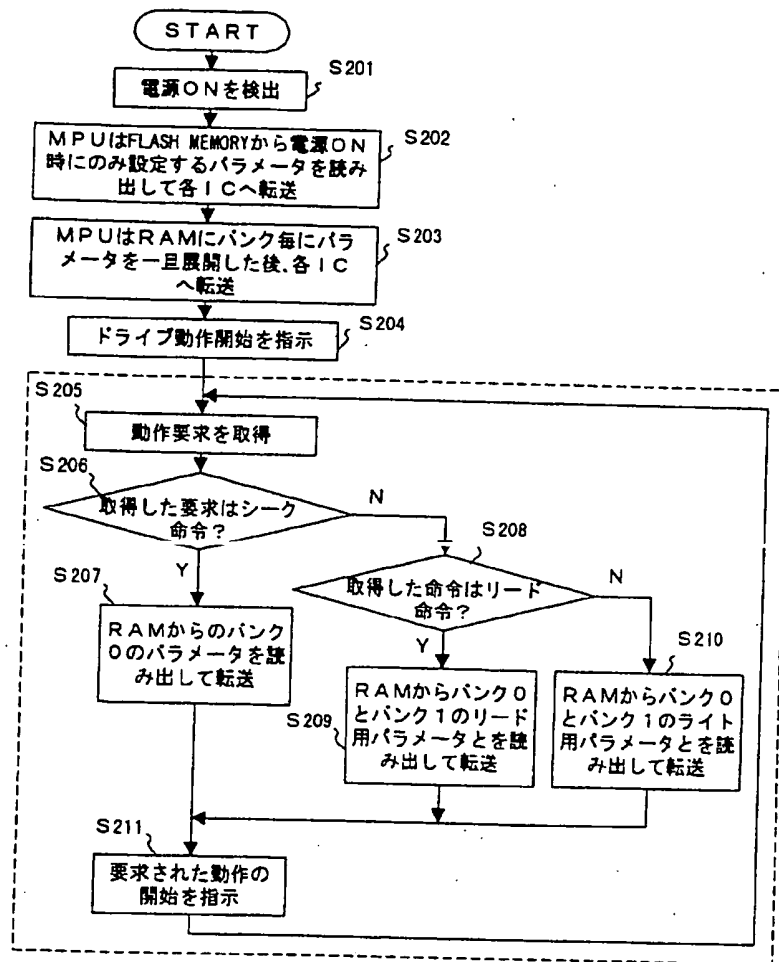 START
S201
電源ONを検出
S202
MPUはFLASH MEMORYから電源ON
時にのみ設定するパラメータを読み
出して各ICへ転送
S203
MPUはRAMにバンク毎にパラ
メータを一旦展開した後、各IC
へ転送
S204
ドライブ動作開始を指示
S205
動作要求を取得
S206
取得した要求はシーク
命令?
N
Y
S207
RAMからのバンク
0のパラメータを読
み出して転送
S208
取得した命令はリード
命令?
N
Y
S209
RAMからバンク0
とバンク1のリード
用パラメータとを読
み出して転送
S210
RAMからバンク0
とバンク1のライト
用パラメータとを読
み出して転送
S211
要求された動作の
開始を指示